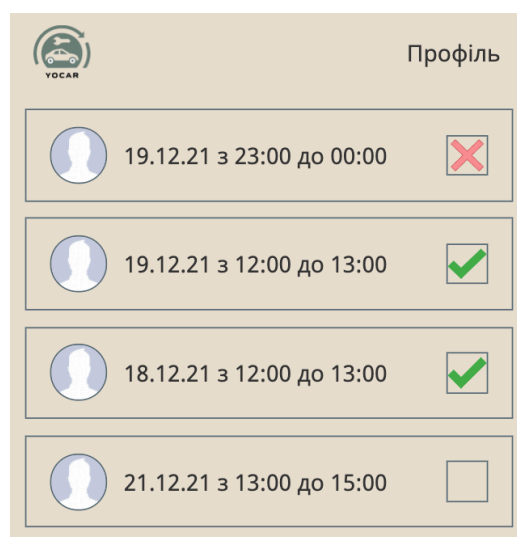 YOCAR
Профіль
19.12.21 з 23:00 до 00:00
19.12.21 з 12:00 до 13:00
18.12.21 з 12:00 до 13:00
21.12.21 з 13:00 до 15:00